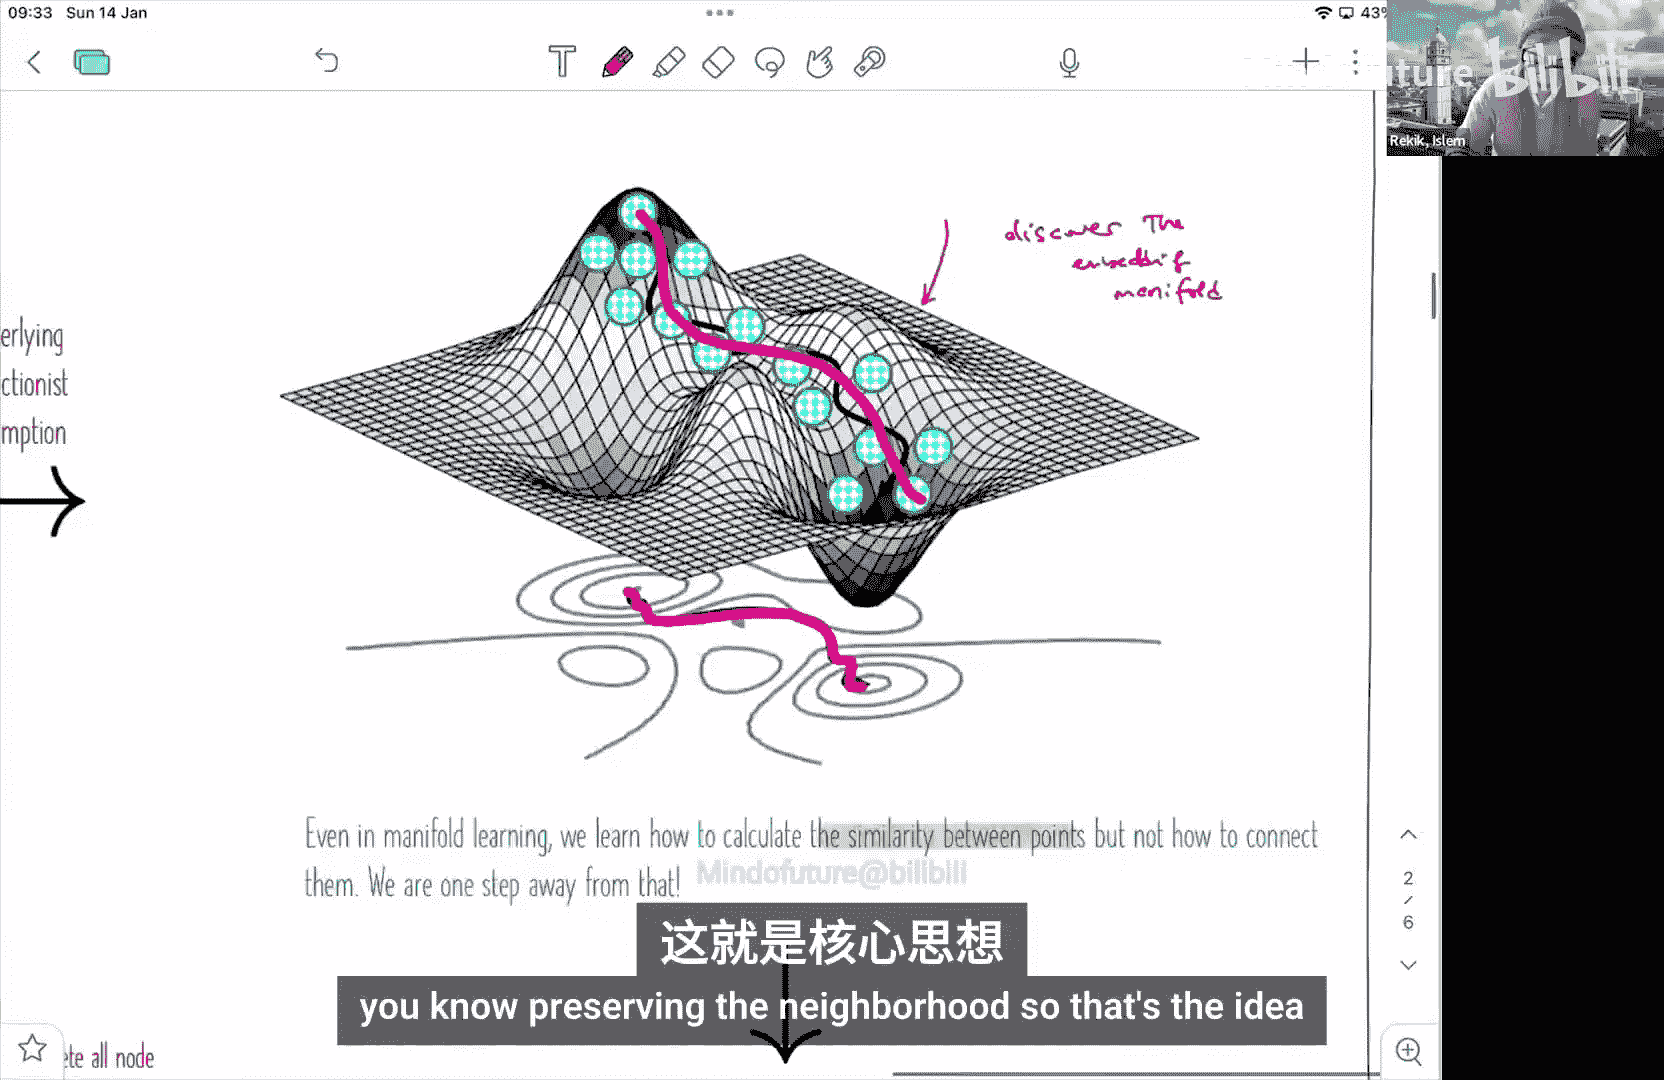 09:33 Sun 14 Jan
43%
uture bilibili
Rekik, Islem
discover The
embedding
manifold
erlying
ctionist
mption
Even in manifold learning, we learn how to calculate the similarity between points but not how to connect
them. We are one step away from that!
Mindofuture@bilibili
2
6
这就是核心思想
you know preserving the neighborhood so that's the idea
ete all node